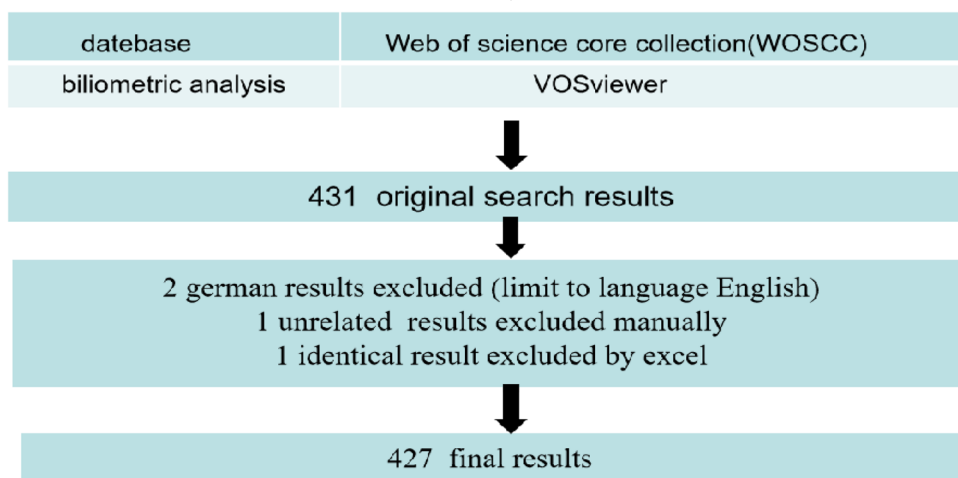 datebase Web of science core collection(WOSCC)
biliometric analysis VOSviewer
431 original search results
2 german results excluded (limit to language English)
1 unrelated results excluded manually
1 identical result excluded by excel
427 final results